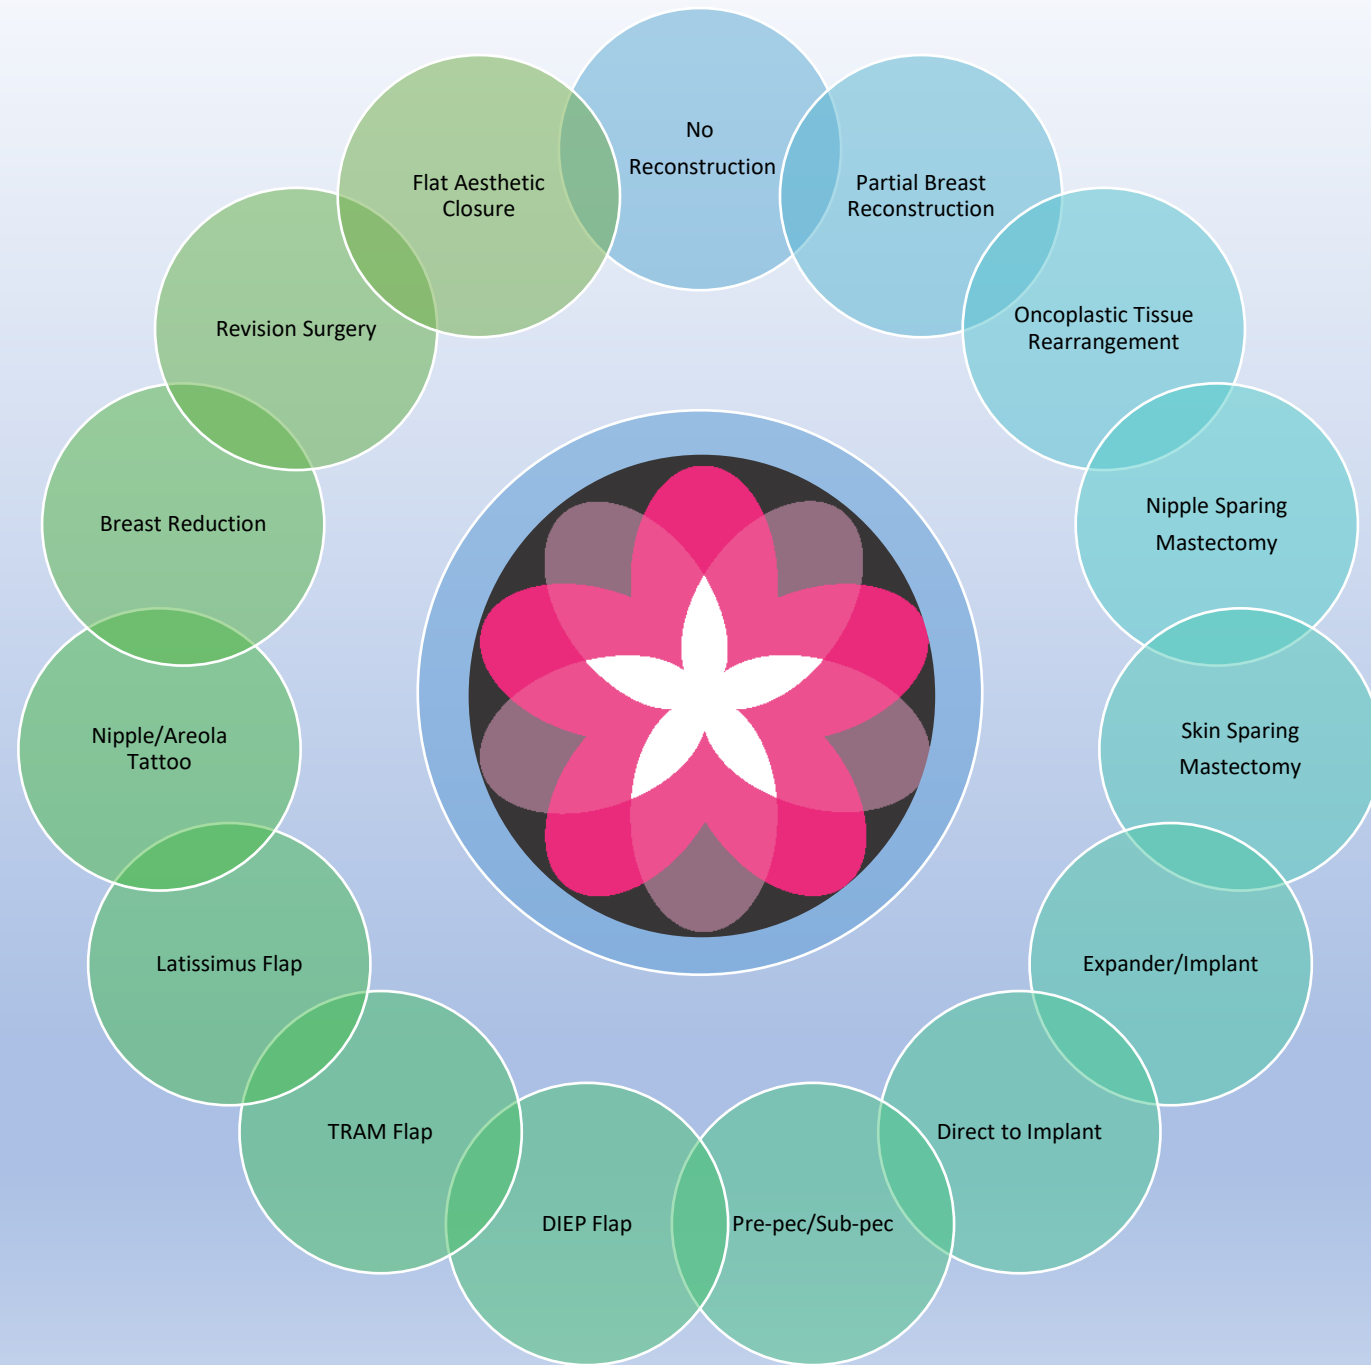 No
Reconstruction
Partial Breast
Reconstruction
Oncoplastic Tissue
Rearrangement
Nipple Sparing
Mastectomy
Skin Sparing
Mastectomy
Expander/Implant
Direct to Implant
Pre-pec/Sub-pec
DIEP Flap
TRAM Flap
Latissimus Flap
Nipple/Areola
Tattoo
Breast Reduction
Revision Surgery
Flat Aesthetic
Closure